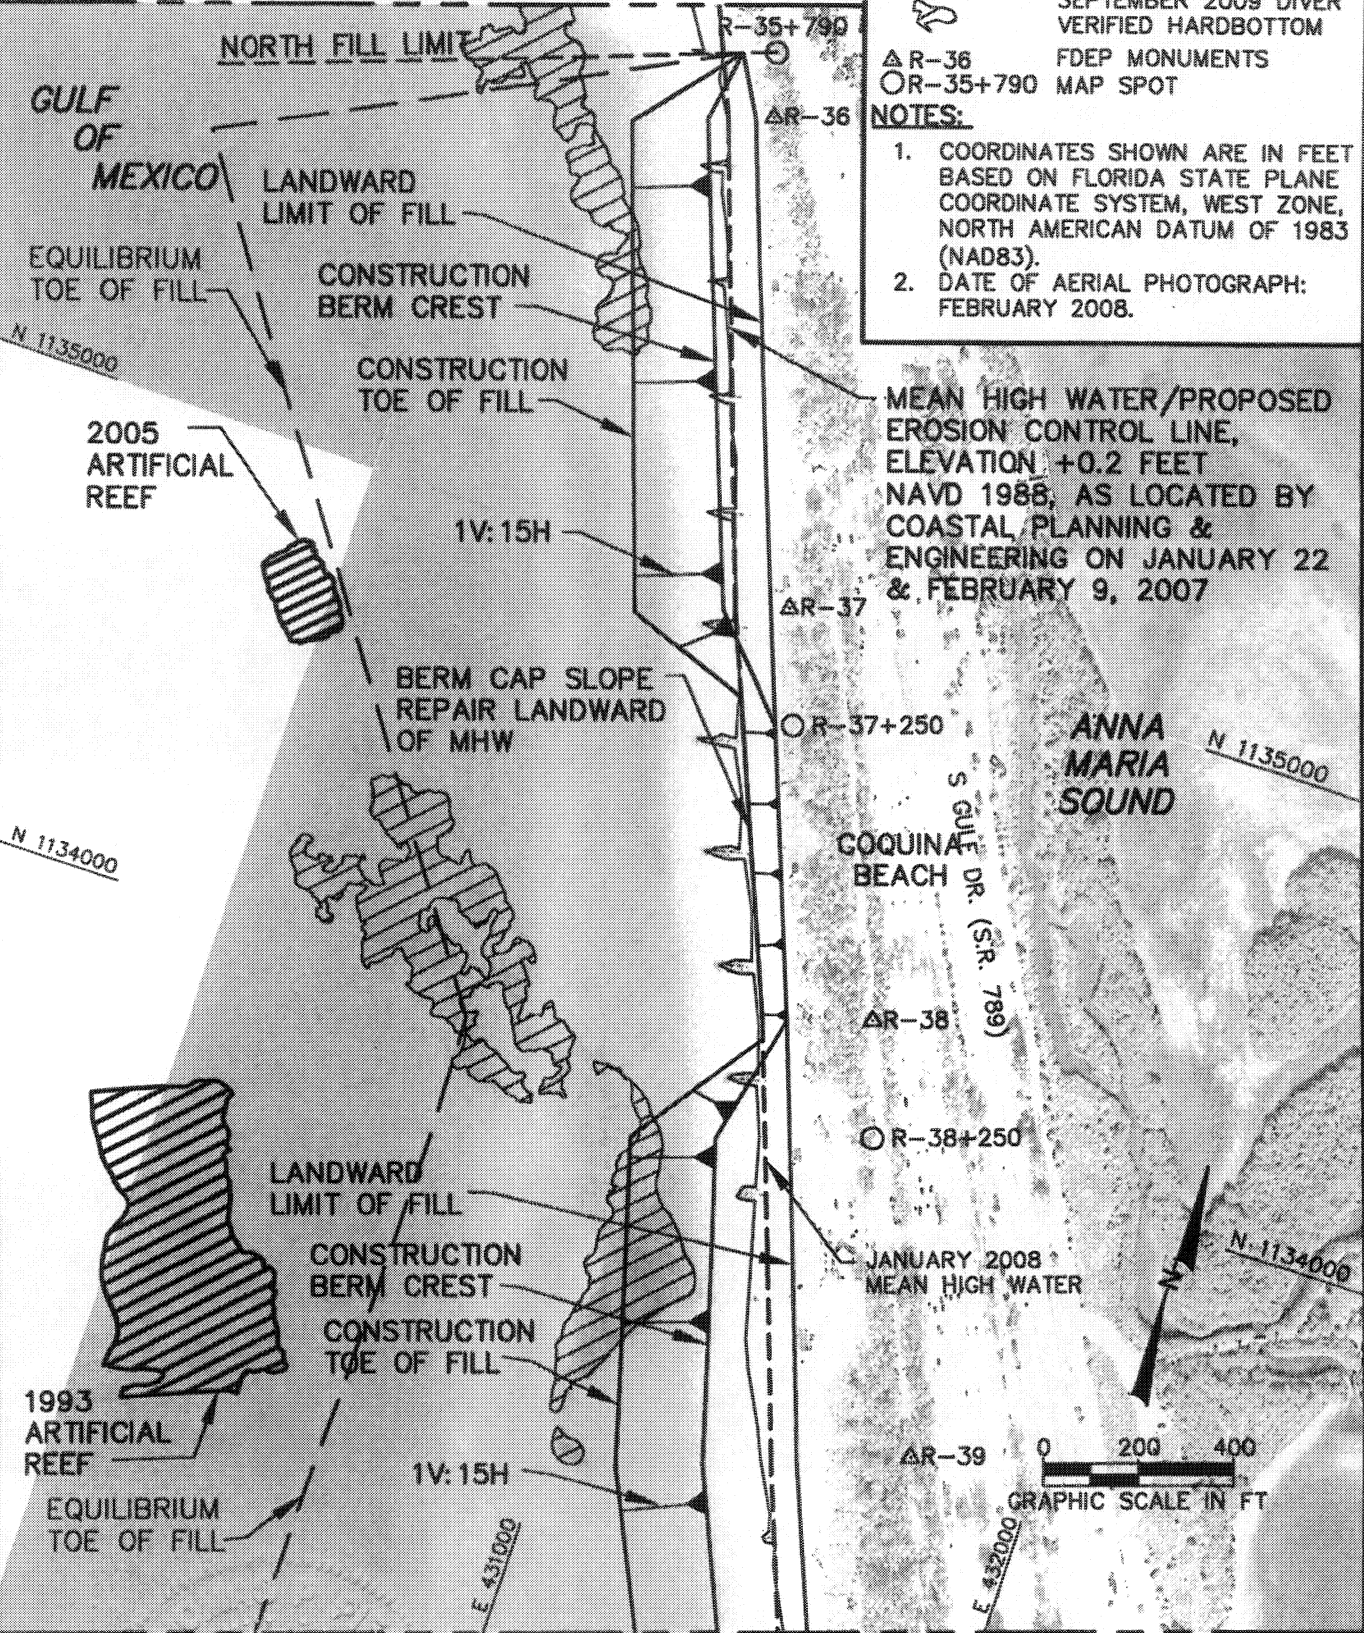 SEPTEMBER 2009 DIVER
VERIFIED HARDBOTTOM
△R-36 FDEP MONUMENTS
○R-35+790 MAP SPOT
NOTES:
1. COORDINATES SHOWN ARE IN FEET
BASED ON FLORIDA STATE PLANE
COORDINATE SYSTEM, WEST ZONE,
NORTH AMERICAN DATUM OF 1983
(NAD83).
2. DATE OF AERIAL PHOTOGRAPH:
FEBRUARY 2008.
R-35+790
NORTH FILL LIMIT
GULF
OF
MEXICO
△R-36
LANDWARD
LIMIT OF FILL
EQUILIBRIUM
TOE OF FILL
CONSTRUCTION
BERM CREST
N 1135000
CONSTRUCTION
TOE OF FILL
MEAN HIGH WATER/PROPOSED
EROSION CONTROL LINE,
ELEVATION +0.2 FEET
NAVD 1988, AS LOCATED BY
COASTAL PLANNING &
ENGINEERING ON JANUARY 22
& FEBRUARY 9, 2007
2005
ARTIFICIAL
REEF
1V:15H
△R-37
BERM CAP SLOPE
REPAIR LANDWARD
OF MHW
R-37+250
ANNA
MARIA
SOUND
N 1135000
N 1134000
COQUINA
BEACH
S GULF DR. (S.R. 789)
△R-38
R-38+250
LANDWARD
LIMIT OF FILL
CONSTRUCTION
BERM CREST
JANUARY 2008
MEAN HIGH WATER
N 1134000
N
CONSTRUCTION
TOE OF FILL
1993
ARTIFICIAL
REEF
1V:15H
△R-39
0 200 400
GRAPHIC SCALE IN FT
EQUILIBRIUM
TOE OF FILL
E 431000
E 432000